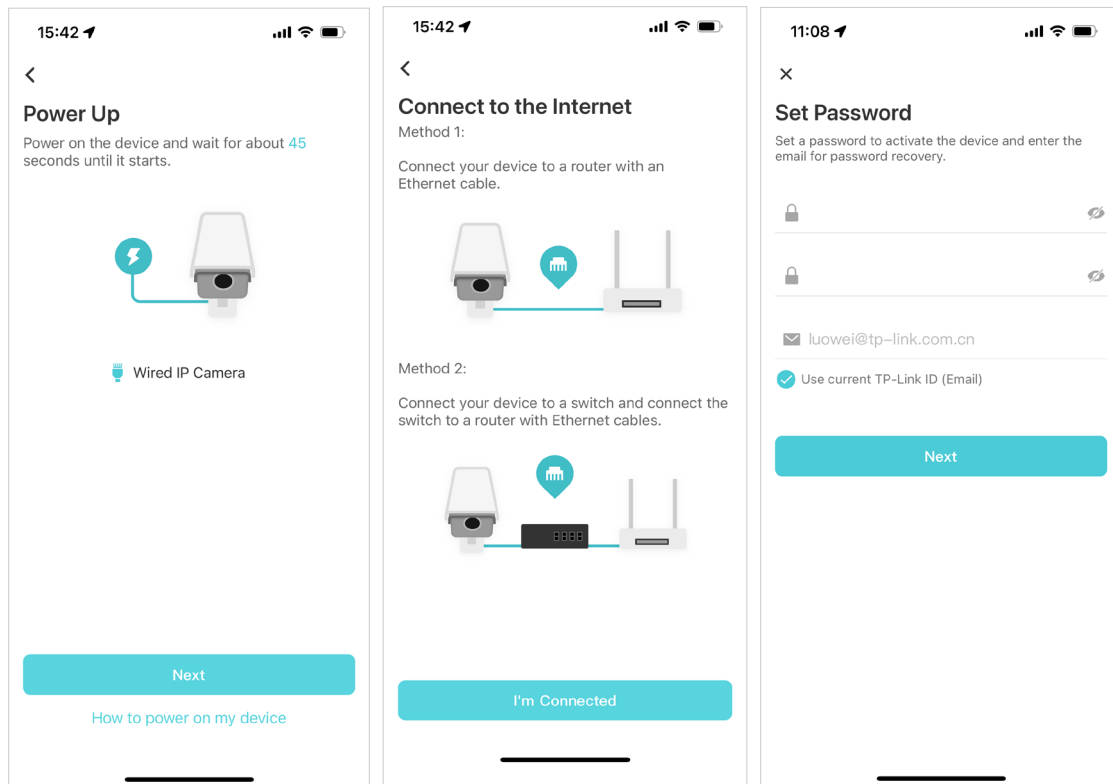 15:42
Power Up
Power on the device and wait for about 45
seconds until it starts.
Wired IP Camera
Next
How to power on my device
15:42
Connect to the Internet
Method 1:
Connect your device to a router with an
Ethernet cable.
Method 2:
Connect your device to a switch and connect the
switch to a router with Ethernet cables.
I'm Connected
11:08
Set Password
Set a password to activate the device and enter the
email for password recovery.
luowei@tp-link.com.cn
Use current TP-Link ID (Email)
Next